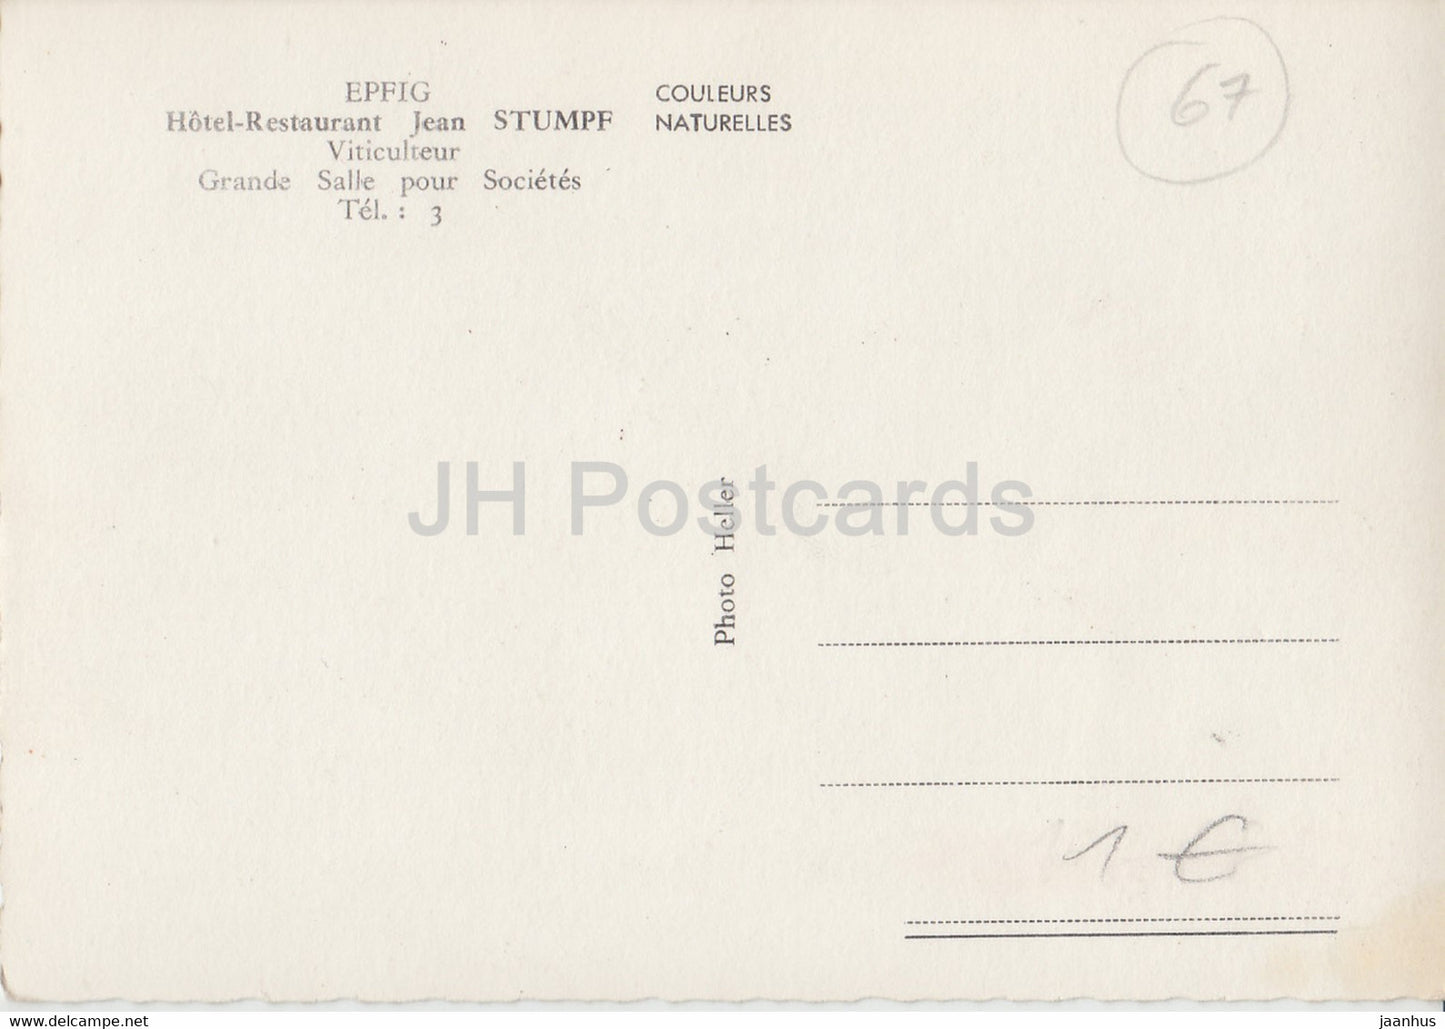 67
EPFIG
Hôtel-Restaurant Jean STUMPF
Viticulteur
Grande Salle pour Sociétés
Tél. : 3
COULEURS
NATURELLES
Photo Heller
JH Postcards
1 €
www.delcampe.net
jaanhus